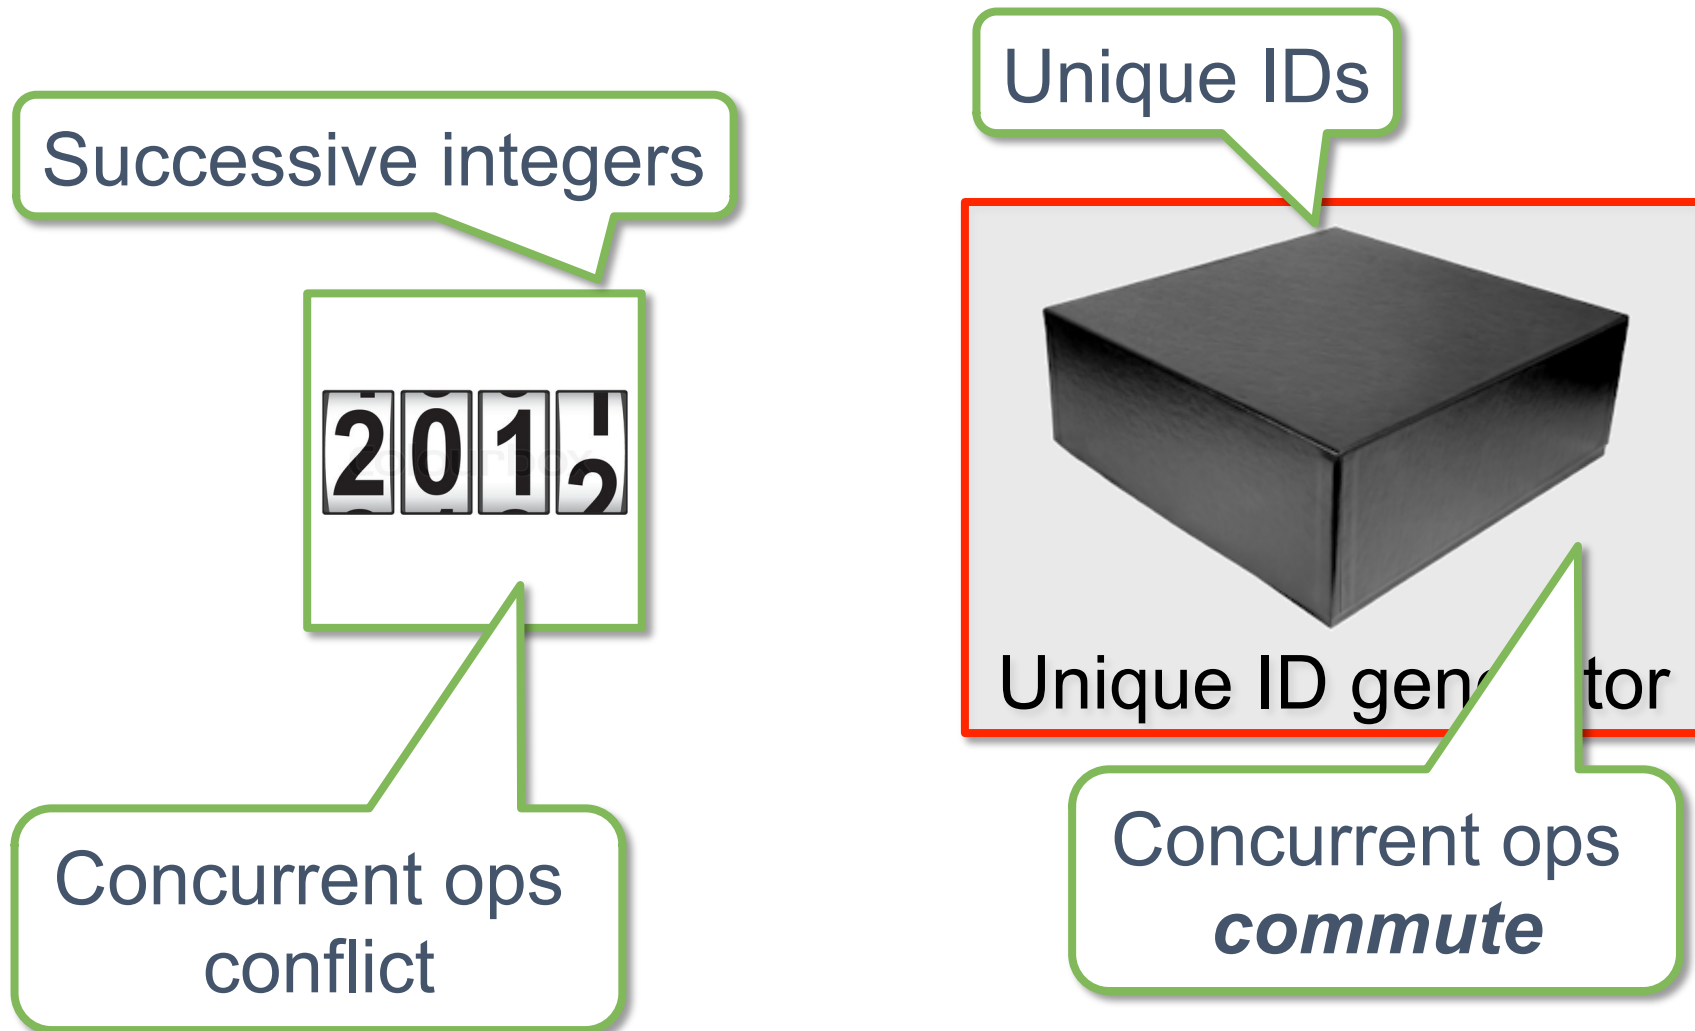 Successive integers
2012
Concurrent ops
conflict
Unique IDs
Unique ID gen tor
Concurrent ops
commute